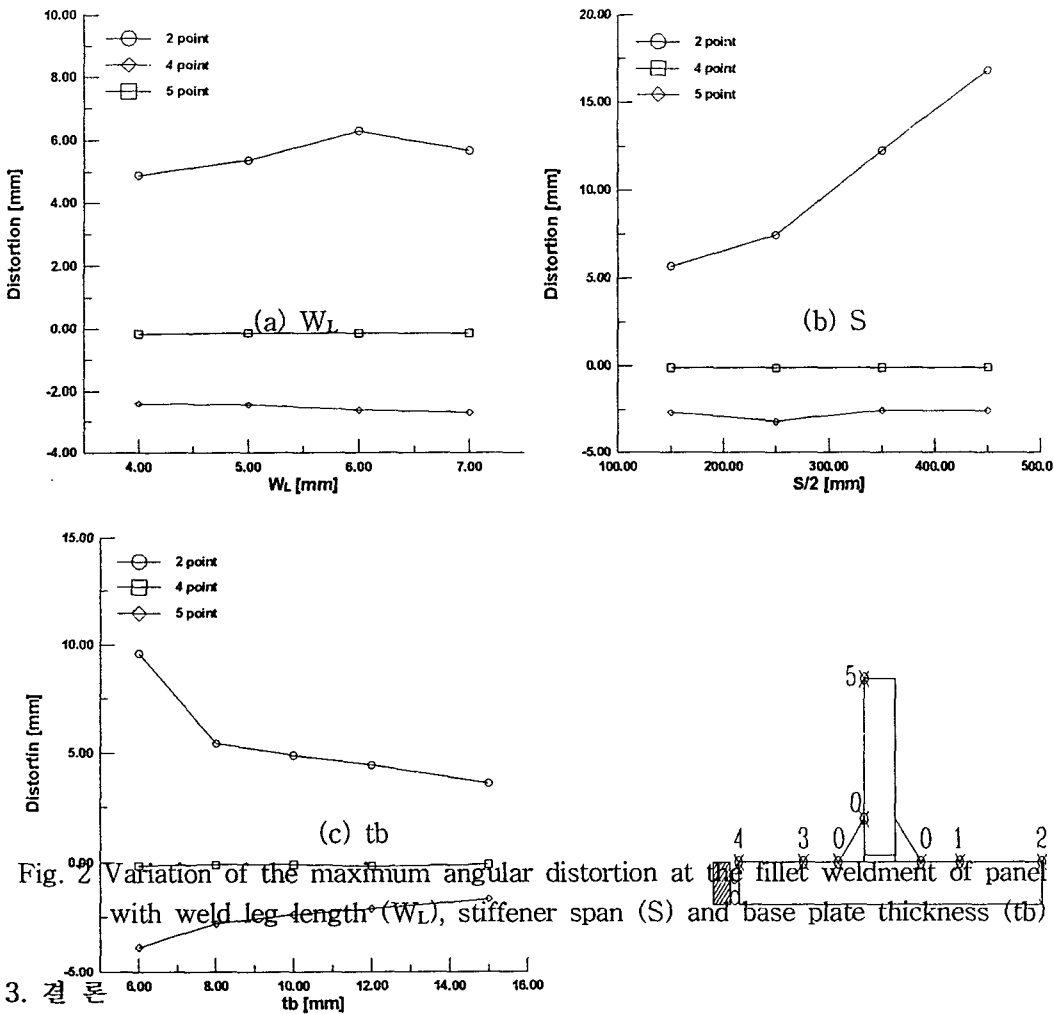 10.00
8.00
6.00
4.00
2.00
0.00
-2.00
-4.00
Distortion [mm]
2 point
4 point
5 point
(a) WL
4.00 5.00 6.00 7.00
WL [mm]
20.00
15.00
10.00
5.00
0.00
-5.00
Distortion [mm]
2 point
4 point
5 point
(b) S
100.00 200.00 300.00 400.00 500.0
S/2 [mm]
15.00
10.00
5.00
0.00
-5.00
Distortin [mm]
2 point
4 point
5 point
(c) tb
6.00 8.00 10.00 12.00 14.00 16.00
tb [mm]
5
0
4 3 0 0 1 2
Fig. 2 Variation of the maximum angular distortion at the fillet weldment of panel
with weld leg length (WL), stiffener span (S) and base plate thickness (tb)
3. 결 론